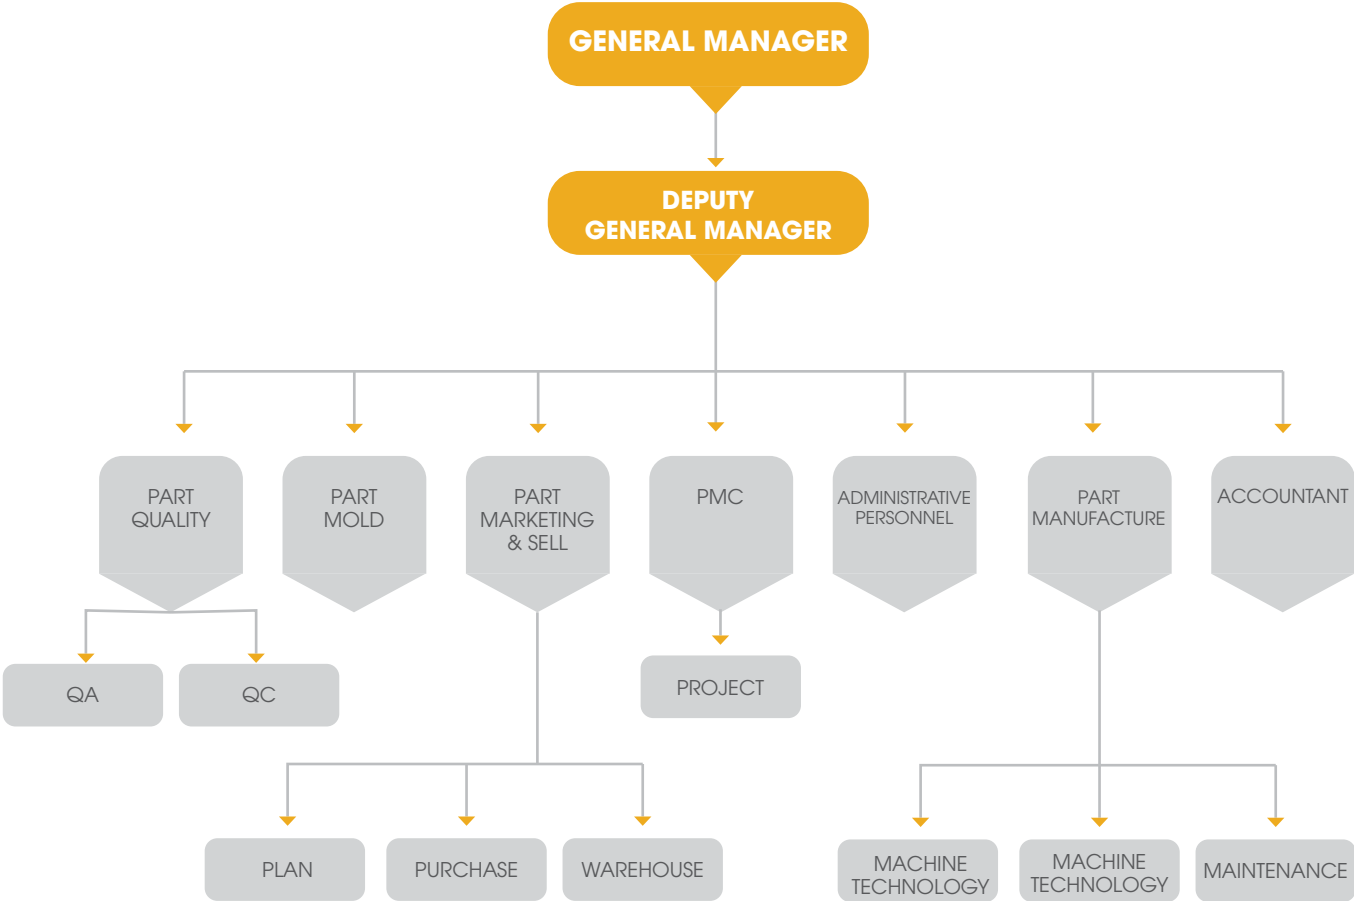 GENERAL MANAGER
DEPUTY
GENERAL MANAGER
PART
QUALITY
PART
MOLD
PART
MARKETING
& SELL
PMC
ADMINISTRATIVE
PERSONNEL
PART
MANUFACTURE
ACCOUNTANT
QA
QC
PROJECT
PLAN
PURCHASE
WAREHOUSE
MACHINE
TECHNOLOGY
MACHINE
TECHNOLOGY
MAINTENANCE